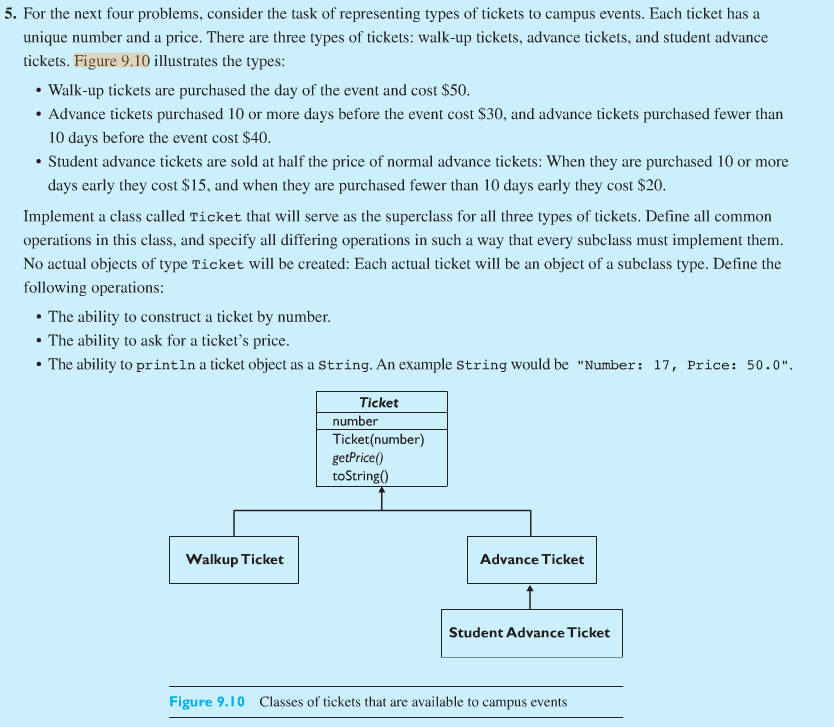 5. For the next four problems, consider the task of representing types of tickets to campus events. Each ticket has a
unique number and a price. There are three types of tickets: walk-up tickets, advance tickets, and student advance
tickets. Figure 9.10 illustrates the types:
• Walk-up tickets are purchased the day of the event and cost $50.
• Advance tickets purchased 10 or more days before the event cost $30, and advance tickets purchased fewer than
10 days before the event cost $40.
• Student advance tickets are sold at half the price of normal advance tickets: When they are purchased 10 or more
days early they cost $15, and when they are purchased fewer than 10 days early they cost $20.
Implement a class called Ticket that will serve as the superclass for all three types of tickets. Define all common
operations in this class, and specify all differing operations in such a way that every subclass must implement them.
No actual objects of type Ticket will be created: Each actual ticket will be an object of a subclass type. Define the
following operations:
• The ability to construct a ticket by number.
• The ability to ask for a ticket's price.
• The ability to println a ticket object as a String. An example String would be "Number: 17, Price: 50.0".
Ticket
number
Ticket(number)
getPrice()
toString()
Walkup Ticket
Advance Ticket
Student Advance Ticket
Figure 9.10 Classes of tickets that are available to campus events